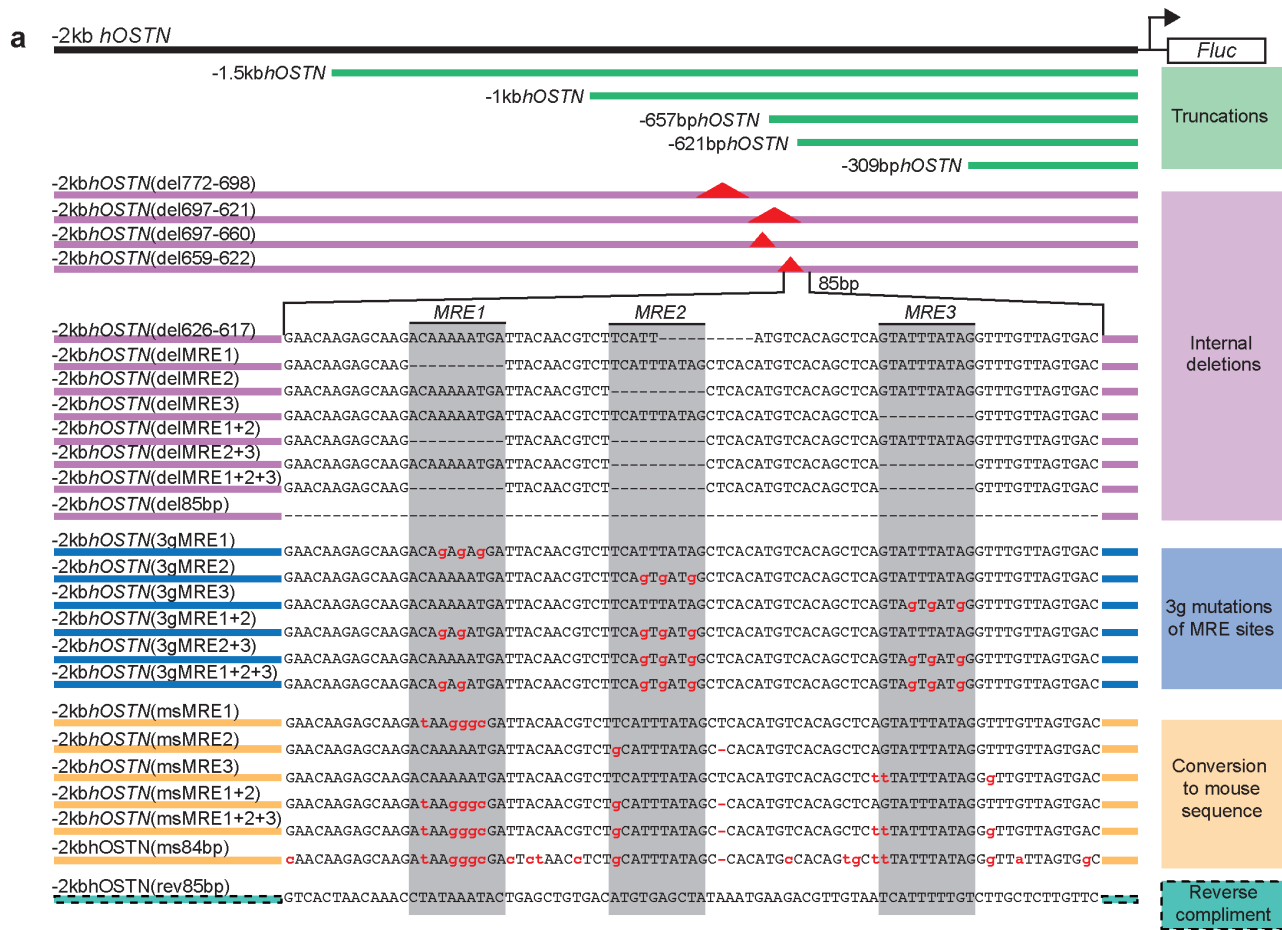 a
-2kb hOSTN
Fluc
-1.5kbhOSTN
-1kbhOSTN
-657bphOSTN
-621bphOSTN
-309bphOSTN
Truncations
-2kbhOSTN(del772-698)
-2kbhOSTN(del697-621)
-2kbhOSTN(del697-660)
-2kbhOSTN(del659-622)
85bp
MRE1 MRE2 MRE3
-2kbhOSTN(del626-617) GAACAAGAGCAAGACAAAAATGATTACAACGTCTTCATT----------ATGTCACAGCTCAGTATTTATAGGTTTGTTAGTGAC
-2kbhOSTN(delMRE1) GAACAAGAGCAAG----------TTACAACGTCTTCATTTATAGCTCACATGTCACAGCTCAGTATTTATAGGTTTGTTAGTGAC
-2kbhOSTN(delMRE2) GAACAAGAGCAAGACAAAAATGATTACAACGTCT----------CTCACATGTCACAGCTCAGTATTTATAGGTTTGTTAGTGAC
-2kbhOSTN(delMRE3) GAACAAGAGCAAGACAAAAATGATTACAACGTCTTCATTTATAGCTCACATGTCACAGCTCA----------GTTTGTTAGTGAC
-2kbhOSTN(delMRE1+2) GAACAAGAGCAAG----------TTACAACGTCT----------CTCACATGTCACAGCTCAGTATTTATAGGTTTGTTAGTGAC
-2kbhOSTN(delMRE2+3) GAACAAGAGCAAGACAAAAATGATTACAACGTCT----------CTCACATGTCACAGCTCA----------GTTTGTTAGTGAC
-2kbhOSTN(delMRE1+2+3) GAACAAGAGCAAG----------TTACAACGTCT----------CTCACATGTCACAGCTCA----------GTTTGTTAGTGAC
-2kbhOSTN(del85bp) -------------------------------------------------------------------------------------
Internal
deletions
-2kbhOSTN(3gMRE1) GAACAAGAGCAAGACAgAgAgGATTACAACGTCTTCATTTATAGCTCACATGTCACAGCTCAGTATTTATAGGTTTGTTAGTGAC
-2kbhOSTN(3gMRE2) GAACAAGAGCAAGACAAAAATGATTACAACGTCTTCAgTgATgGCTCACATGTCACAGCTCAGTATTTATAGGTTTGTTAGTGAC
-2kbhOSTN(3gMRE3) GAACAAGAGCAAGACAAAAATGATTACAACGTCTTCATTTATAGCTCACATGTCACAGCTCAGTAgTgATgGGTTTGTTAGTGAC
-2kbhOSTN(3gMRE1+2) GAACAAGAGCAAGACAgAgATGATTACAACGTCTTCAgTgATgGCTCACATGTCACAGCTCAGTATTTATAGGTTTGTTAGTGAC
-2kbhOSTN(3gMRE2+3) GAACAAGAGCAAGACAAAAATGATTACAACGTCTTCAgTgATgGCTCACATGTCACAGCTCAGTAgTgATgGGTTTGTTAGTGAC
-2kbhOSTN(3gMRE1+2+3) GAACAAGAGCAAGACAgAgATGATTACAACGTCTTCAgTgATgGCTCACATGTCACAGCTCAGTAgTgATgGGTTTGTTAGTGAC
3g mutations
of MRE sites
-2kbhOSTN(msMRE1) GAACAAGAGCAAGAtAAgggcGATTACAACGTCTTCATTTATAGCTCACATGTCACAGCTCAGTATTTATAGGTTTGTTAGTGAC
-2kbhOSTN(msMRE2) GAACAAGAGCAAGACAAAAATGATTACAACGTCTgCATTTATAGC-CACATGTCACAGCTCAGTATTTATAGGTTTGTTAGTGAC
-2kbhOSTN(msMRE3) GAACAAGAGCAAGACAAAAATGATTACAACGTCTTCATTTATAGCTCACATGTCACAGCTCttTATTTATAGGgTTGTTAGTGAC
-2kbhOSTN(msMRE1+2) GAACAAGAGCAAGAtAAgggcGATTACAACGTCTgCATTTATAGC-CACATGTCACAGCTCAGTATTTATAGGTTTGTTAGTGAC
-2kbhOSTN(msMRE1+2+3) GAACAAGAGCAAGAtAAgggcGATTACAACGTCTgCATTTATAGC-CACATGTCACAGCTCttTATTTATAGGgTTGTTAGTGAC
-2kbhOSTN(ms84bp) cAACAAGAGCAAGAtAAgggcGAcTctAACcTCTgCATTTATAGC-CACATGcCACAGtgCttTATTTATAGGgTTaTTAGTGgC
Conversion
to mouse
sequence
-2kbhOSTN(rev85bp) GTCACTAACAAACCTATAAATACTGAGCTGTGACATGTGAGCTATAAATGAAGACGTTGTAATCATTTTTGTCTTGCTCTTGTTC
Reverse
compliment